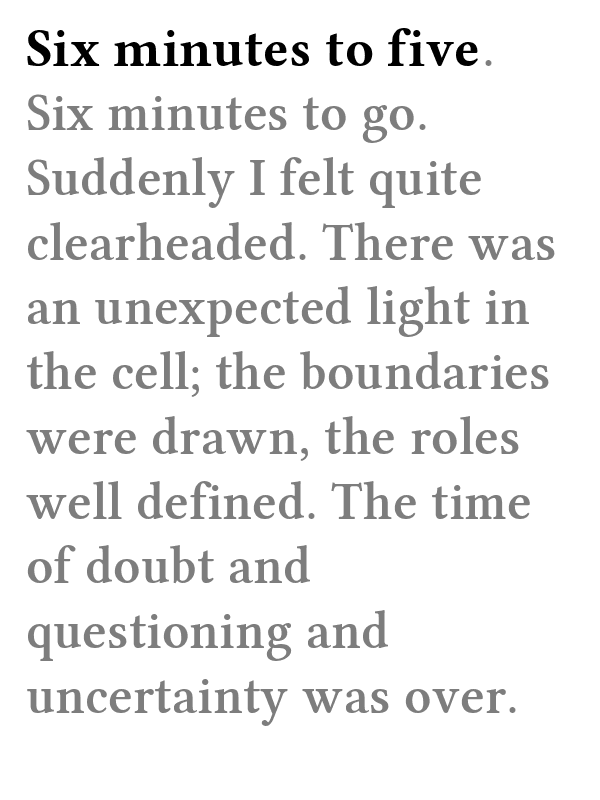 Six minutes to five.
Six minutes to go.
Suddenly I felt quite
clearheaded. There was
an unexpected light in
the cell; the boundaries
were drawn, the roles
well defined. The time
of doubt and
questioning and
uncertainty was over.